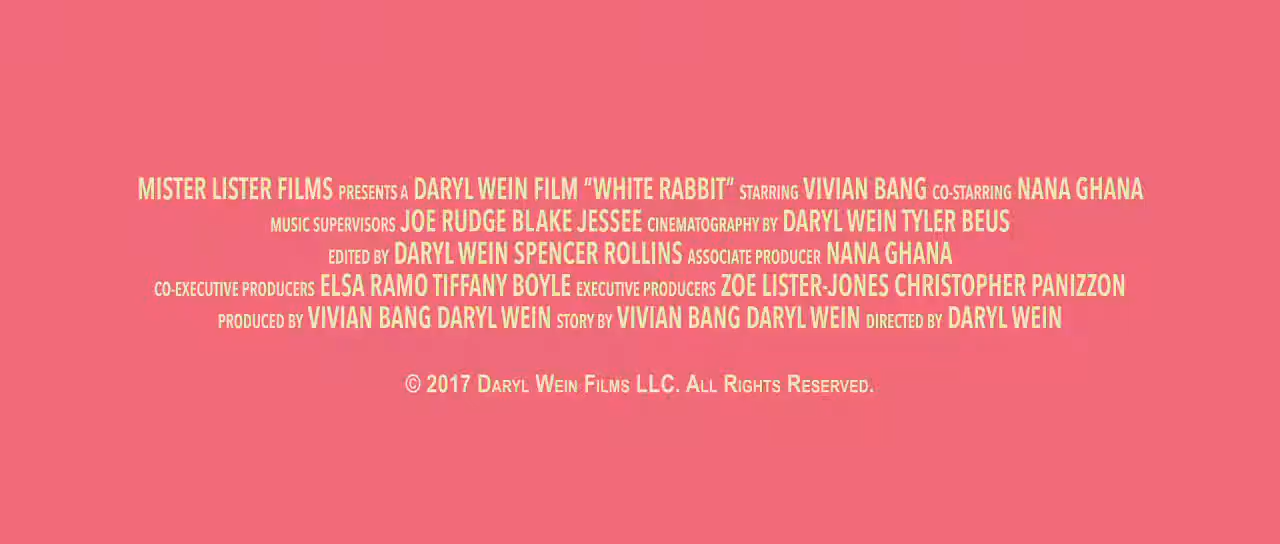 MISTER LISTER FILMS PRESENTS A DARYL WEIN FILM "WHITE RABBIT" STARRING VIVIAN BANG CO-STARRING NANA GHANA
MUSIC SUPERVISORS JOE RUDGE BLAKE JESSEE CINEMATOGRAPHY BY DARYL WEIN TYLER BEUS
EDITED BY DARYL WEIN SPENCER ROLLINS ASSOCIATE PRODUCER NANA GHANA
CO-EXECUTIVE PRODUCERS ELSA RAMO TIFFANY BOYLE EXECUTIVE PRODUCERS ZOE LISTER-JONES CHRISTOPHER PANIZZON
PRODUCED BY VIVIAN BANG DARYL WEIN STORY BY VIVIAN BANG DARYL WEIN DIRECTED BY DARYL WEIN
© 2017 DARYL WEIN FILMS LLC. ALL RIGHTS RESERVED.